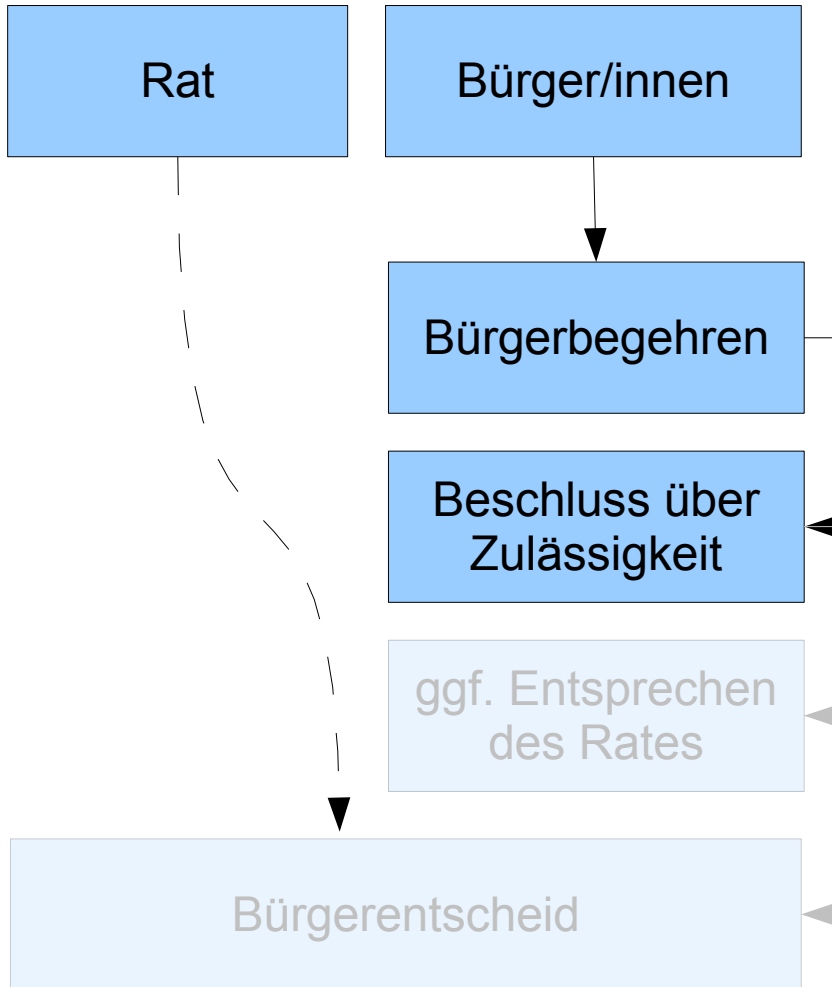 Rat
Bürger/innen
Bürgerbegehren
Beschluss über
Zulässigkeit
ggf. Entsprechen
des Rates
Bürgerentscheid